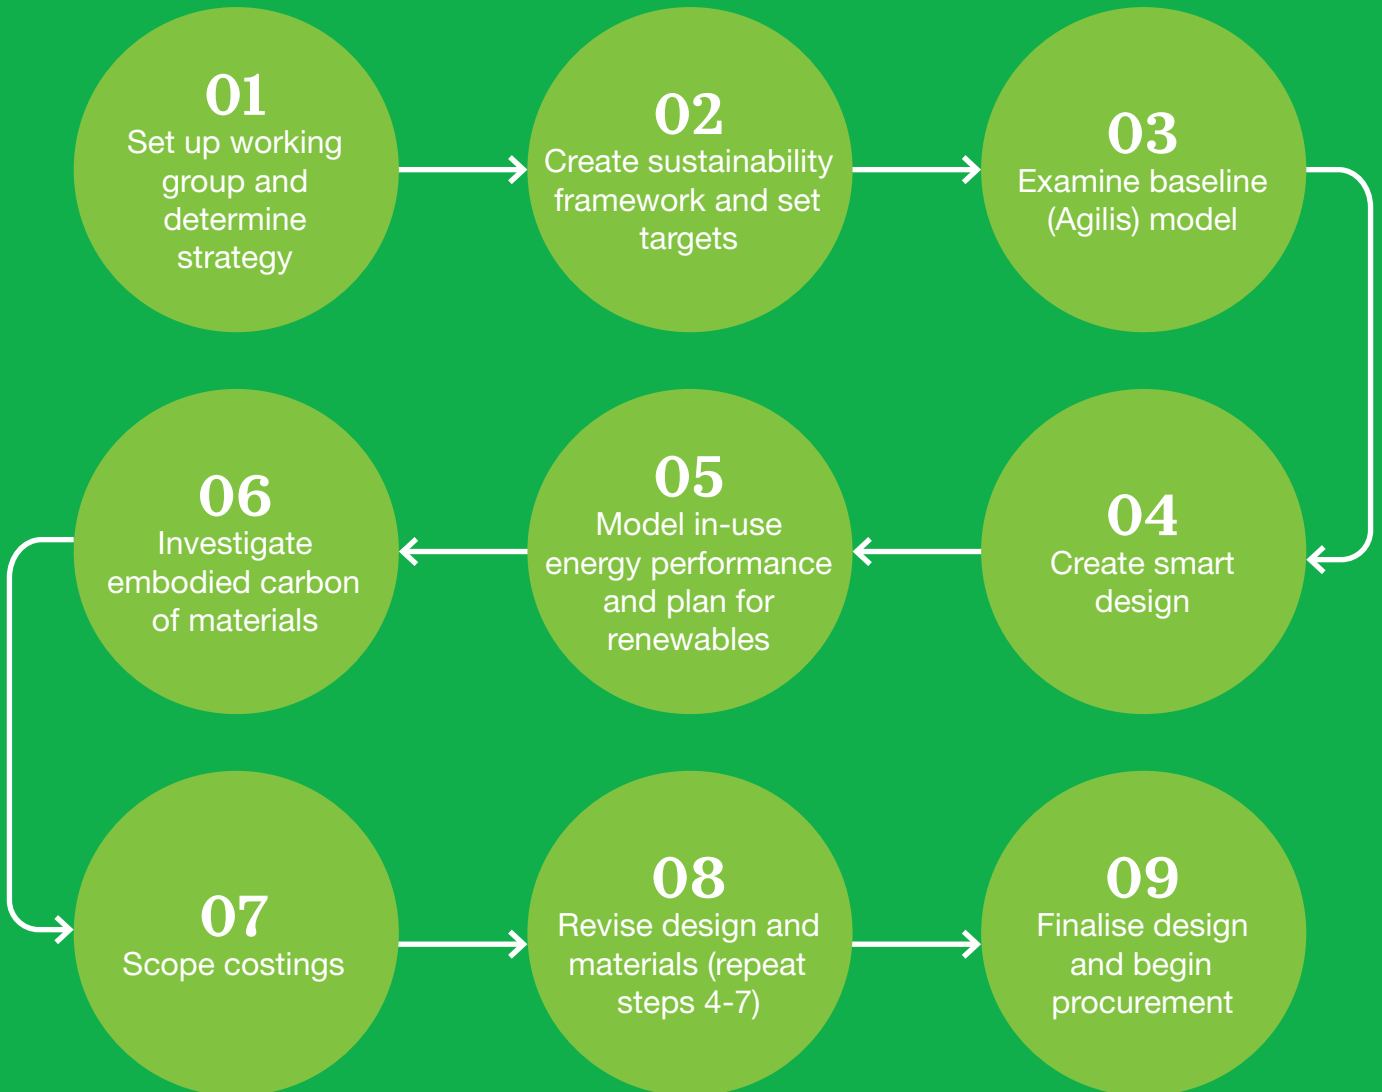 01
Set up working
group and
determine
strategy
02
Create sustainability
framework and set
targets
03
Examine baseline
(Agilis) model
04
Create smart
design
05
Model in-use
energy performance
and plan for
renewables
06
Investigate
embodied carbon
of materials
07
Scope costings
08
Revise design and
materials (repeat
steps 4-7)
09
Finalise design
and begin
procurement